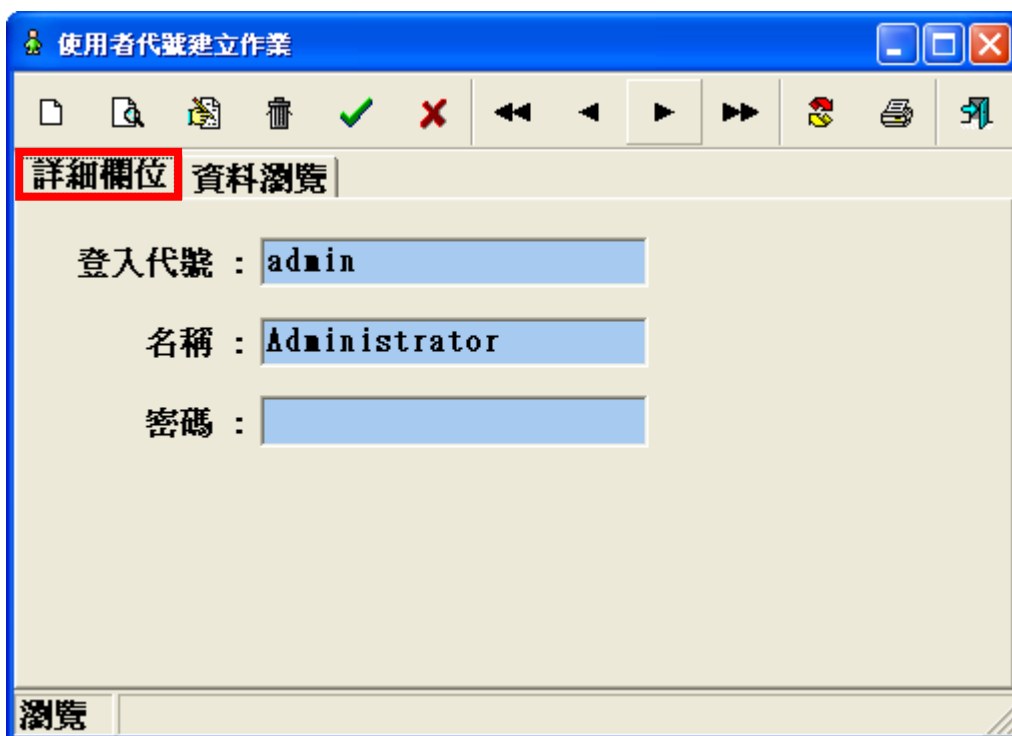 使用者代號建立作業
詳細欄位 資料瀏覽
登入代號 : admin
名稱 : Administrator
密碼 :
瀏覽